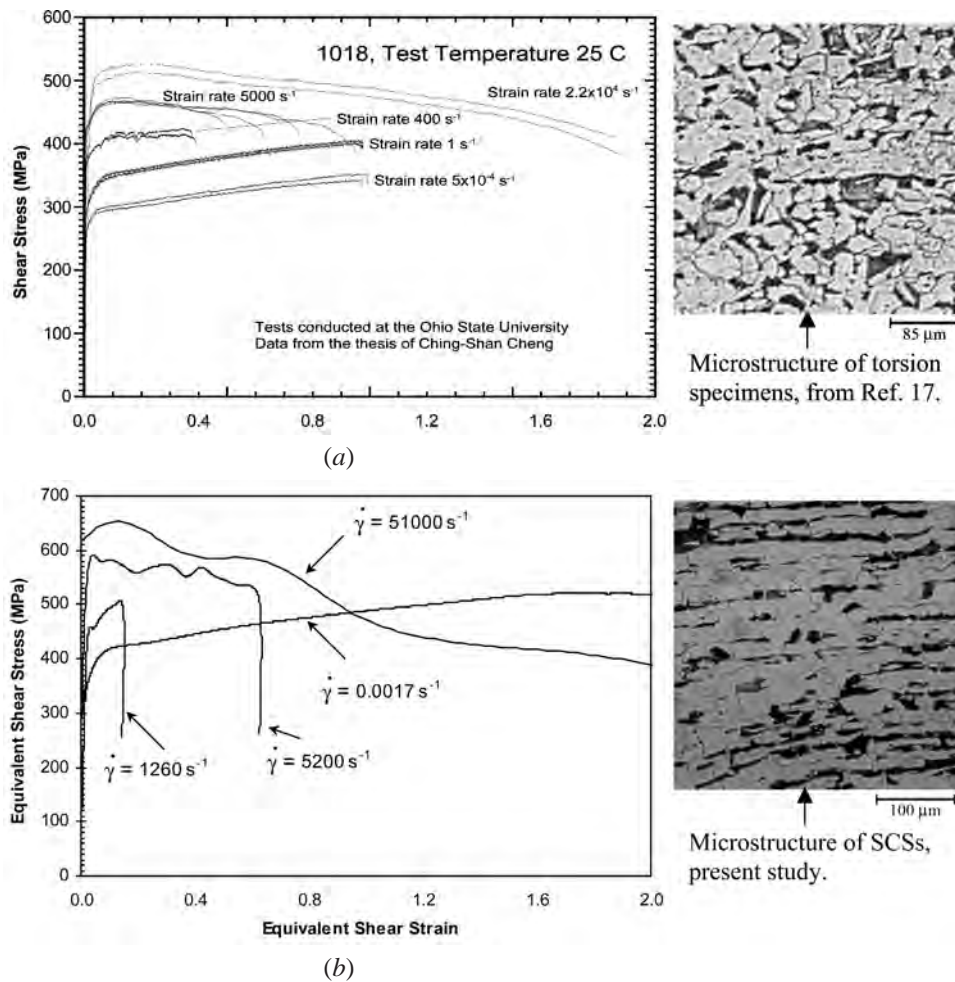 600
500
400
300
200
100
0
Shear Stress (MPa)
1018, Test Temperature 25 C
Strain rate 5000 s⁻¹
Strain rate 2.2x10⁴ s⁻¹
Strain rate 400 s⁻¹
Strain rate 1 s⁻¹
Strain rate 5x10⁻⁴ s⁻¹
Tests conducted at the Ohio State University
Data from the thesis of Ching-Shan Cheng
0.0 0.4 0.8 1.2 1.6 2.0
(a)
85 µm
Microstructure of torsion
specimens, from Ref. 17.
700
600
500
400
300
200
100
0
Equivalent Shear Stress (MPa)
γ̇ = 51000 s⁻¹
γ̇ = 0.0017 s⁻¹
γ̇ = 5200 s⁻¹
γ̇ = 1260 s⁻¹
0.0 0.4 0.8 1.2 1.6 2.0
Equivalent Shear Strain
(b)
100 µm
Microstructure of SCSs,
present study.